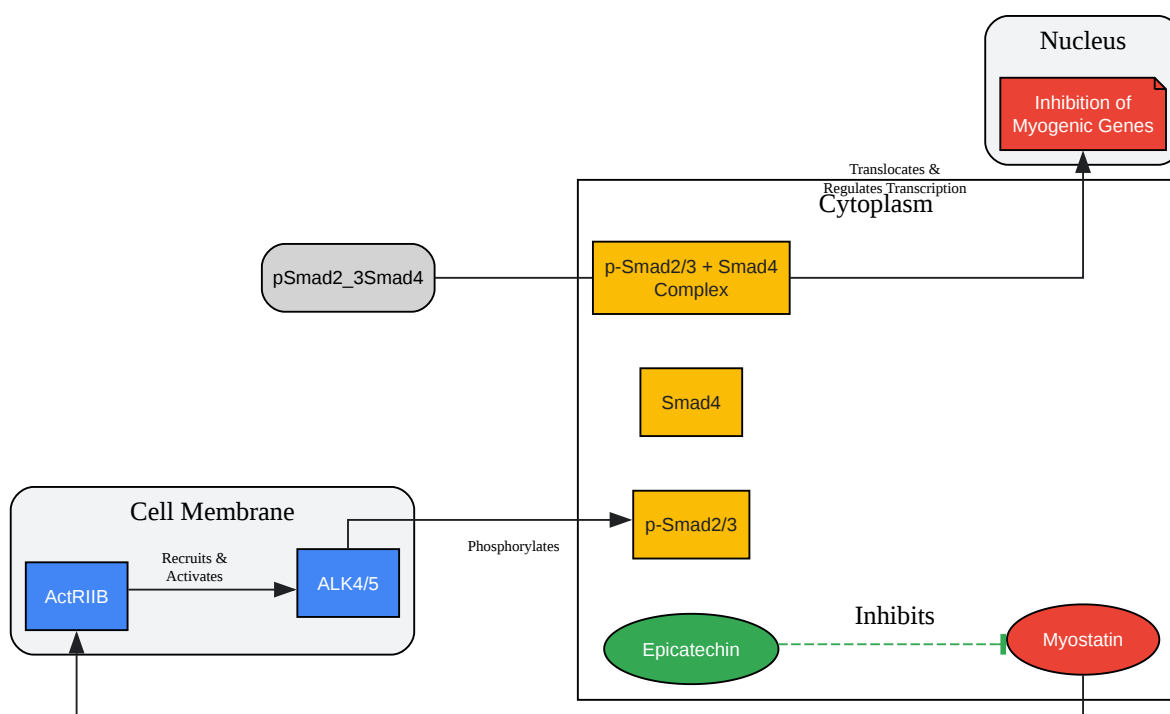 Nucleus
Inhibition of
Myogenic Genes
Translocates &
Regulates Transcription
Cytoplasm
pSmad2_3Smad4
p-Smad2/3 + Smad4
Complex
Smad4
Cell Membrane
p-Smad2/3
Phosphorylates
Recruits &
Activates
ALK4/5
ActRIIB
Inhibits
Epicatechin
Myostatin